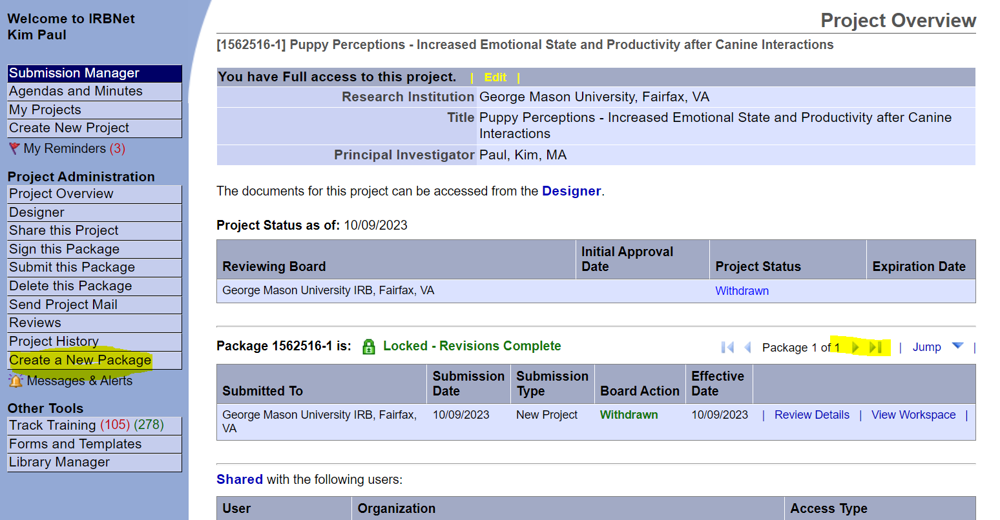 Welcome to IRBNet
Kim Paul
Submission Manager
Agendas and Minutes
My Projects
Create New Project
My Reminders (3)
Project Administration
Project Overview
Designer
Share this Project
Sign this Package
Submit this Package
Delete this Package
Send Project Mail
Reviews
Project History
Create a New Package
Messages & Alerts
Other Tools
Track Training (105) (278)
Forms and Templates
Library Manager
Project Overview
[1562516-1] Puppy Perceptions - Increased Emotional State and Productivity after Canine Interactions
You have Full access to this project. | Edit |
Research Institution George Mason University, Fairfax, VA
Title Puppy Perceptions - Increased Emotional State and Productivity after Canine
Interactions
Principal Investigator Paul, Kim, MA
The documents for this project can be accessed from the Designer.
Project Status as of: 10/09/2023
Reviewing Board Initial Approval Date Project Status Expiration Date
George Mason University IRB, Fairfax, VA Withdrawn
Package 1562516-1 is: Locked - Revisions Complete Package 1 of 1 | Jump |
Submitted To Submission Date Submission Type Board Action Effective Date
George Mason University IRB, Fairfax, VA 10/09/2023 New Project Withdrawn 10/09/2023 | Review Details | View Workspace |
Shared with the following users:
User Organization Access Type